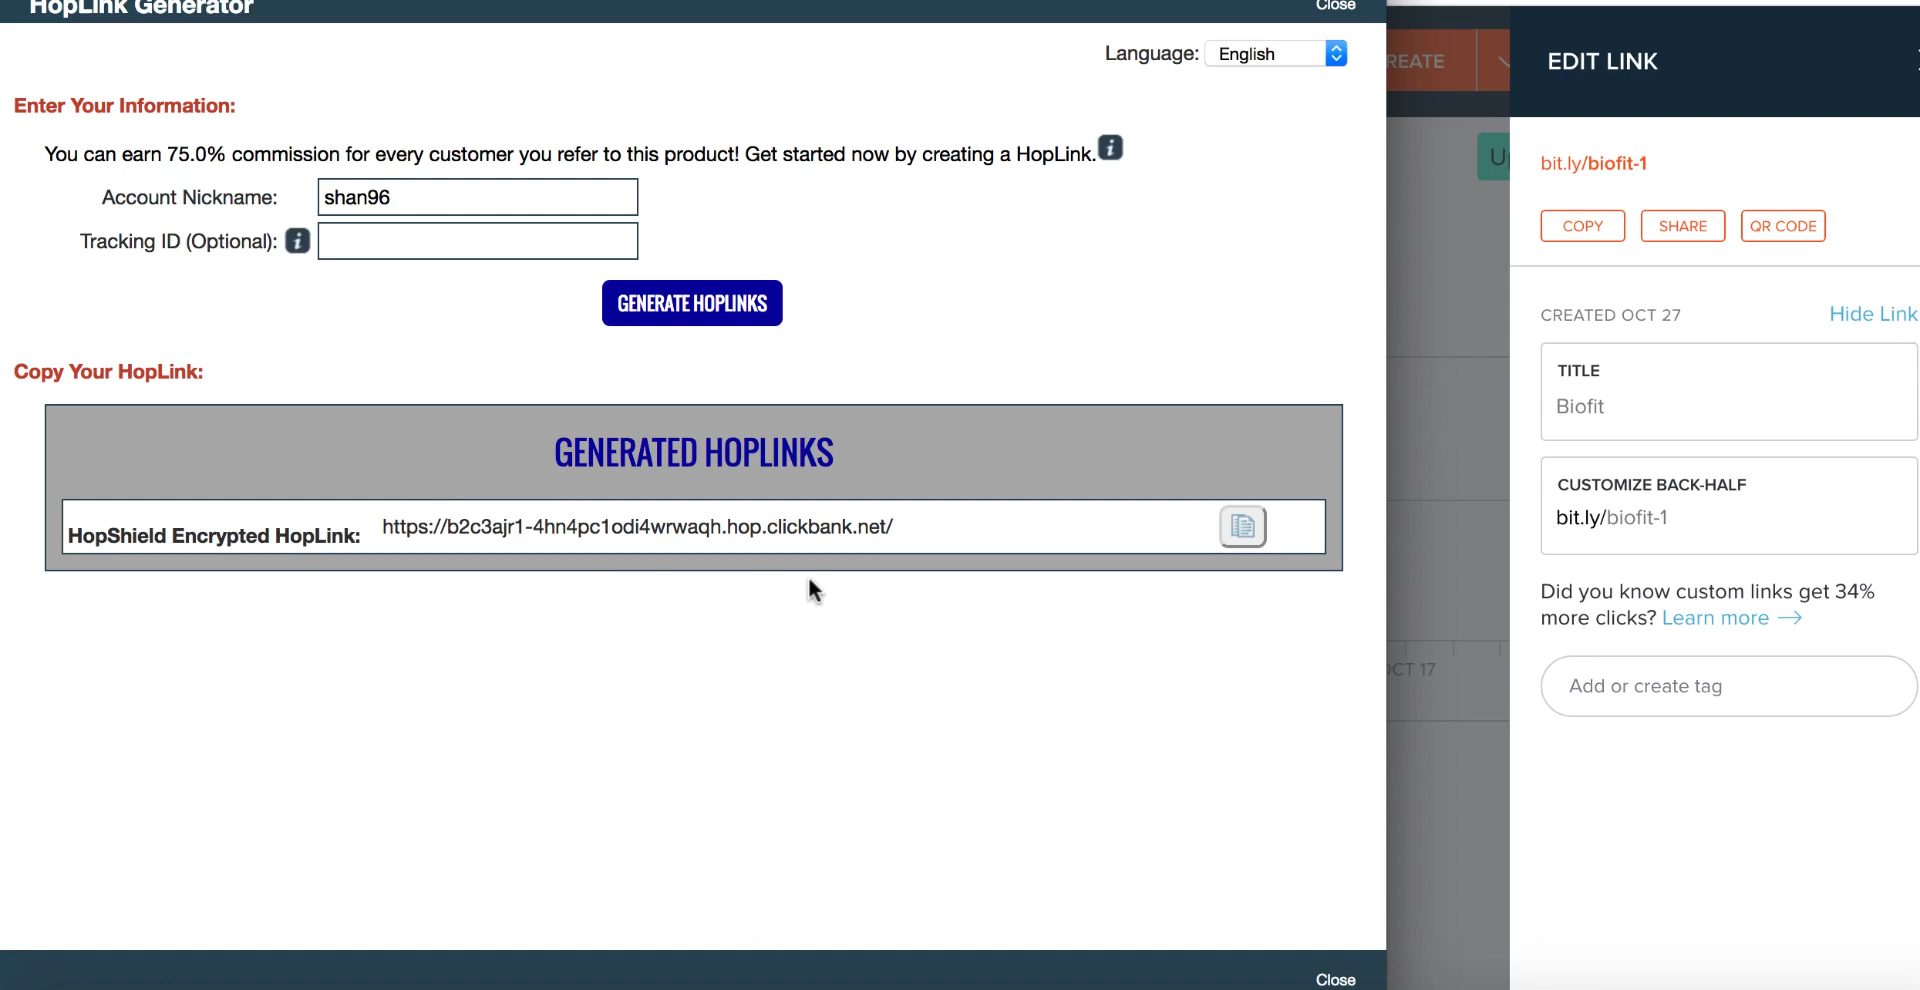 HopLink Generator
Close
Language: English
Enter Your Information:
You can earn 75.0% commission for every customer you refer to this product! Get started now by creating a HopLink.
Account Nickname: shan96
Tracking ID (Optional):
GENERATE HOPLINKS
Copy Your HopLink:
GENERATED HOPLINKS
HopShield Encrypted HopLink: https://b2c3ajr1-4hn4pc1odi4wrwaqh.hop.clickbank.net/
Close
REATE
U
OCT 17
EDIT LINK
bit.ly/biofit-1
COPY SHARE QR CODE
CREATED OCT 27 Hide Link
TITLE
Biofit
CUSTOMIZE BACK-HALF
bit.ly/biofit-1
Did you know custom links get 34%
more clicks? Learn more →
Add or create tag